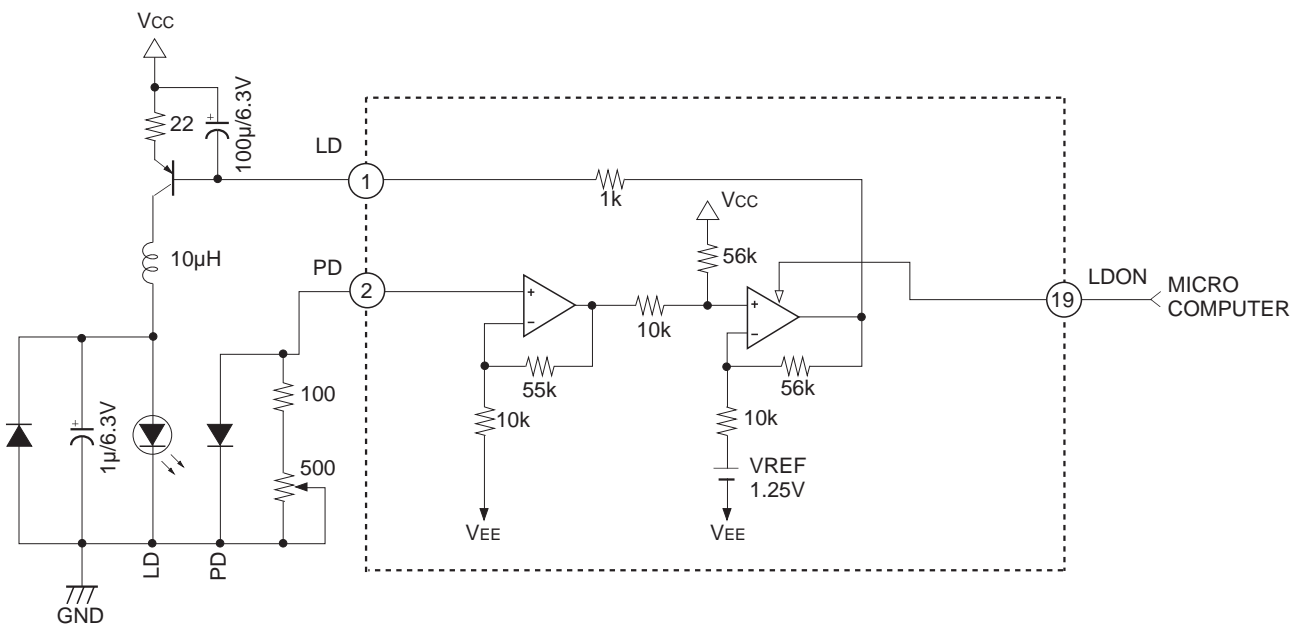 VCC
22
+
100µ/6.3V
LD
1
1k
VCC
56k
10µH
PD
2
+
−
10k
+
−
LDON
19
MICRO
COMPUTER
55k
56k
100
10k
10k
+
1µ/6.3V
500
VREF
1.25V
VEE
VEE
LD
PD
GND